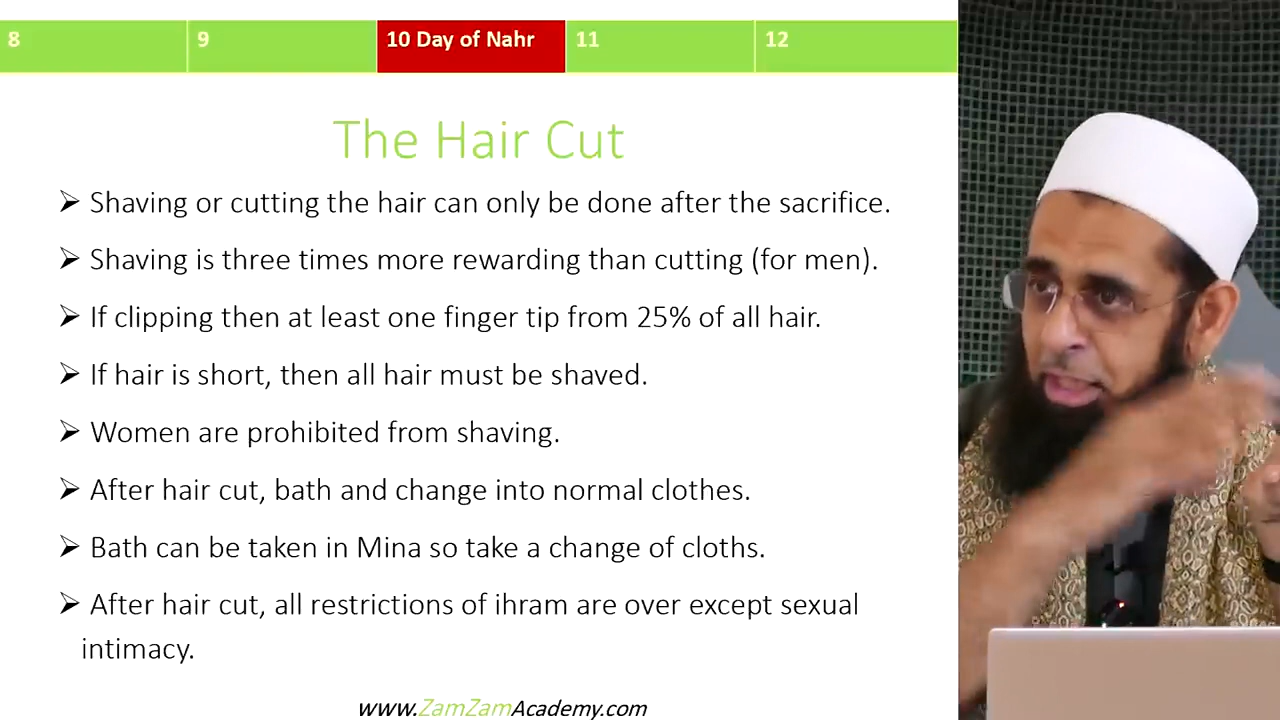 8 9 10 Day of Nahr 11 12
The Hair Cut
➢ Shaving or cutting the hair can only be done after the sacrifice.
➢ Shaving is three times more rewarding than cutting (for men).
➢ If clipping then at least one finger tip from 25% of all hair.
➢ If hair is short, then all hair must be shaved.
➢ Women are prohibited from shaving.
➢ After hair cut, bath and change into normal clothes.
➢ Bath can be taken in Mina so take a change of cloths.
➢ After hair cut, all restrictions of ihram are over except sexual
intimacy.
www.ZamZamAcademy.com